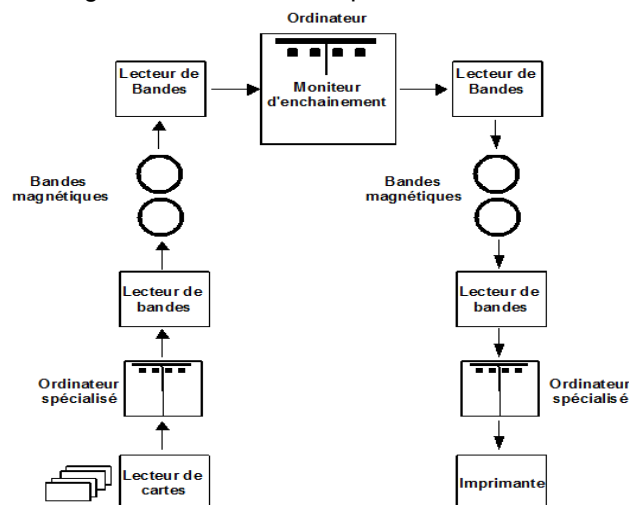 Ordinateur
Lecteur de
Bandes
Moniteur
d'enchainement
Lecteur de
Bandes
Bandes
magnétiques
Bandes
magnétiques
Lecteur de
bandes
Lecteur de
bandes
Ordinateur
spécialisé
Ordinateur
spécialisé
Lecteur de
cartes
Imprimante